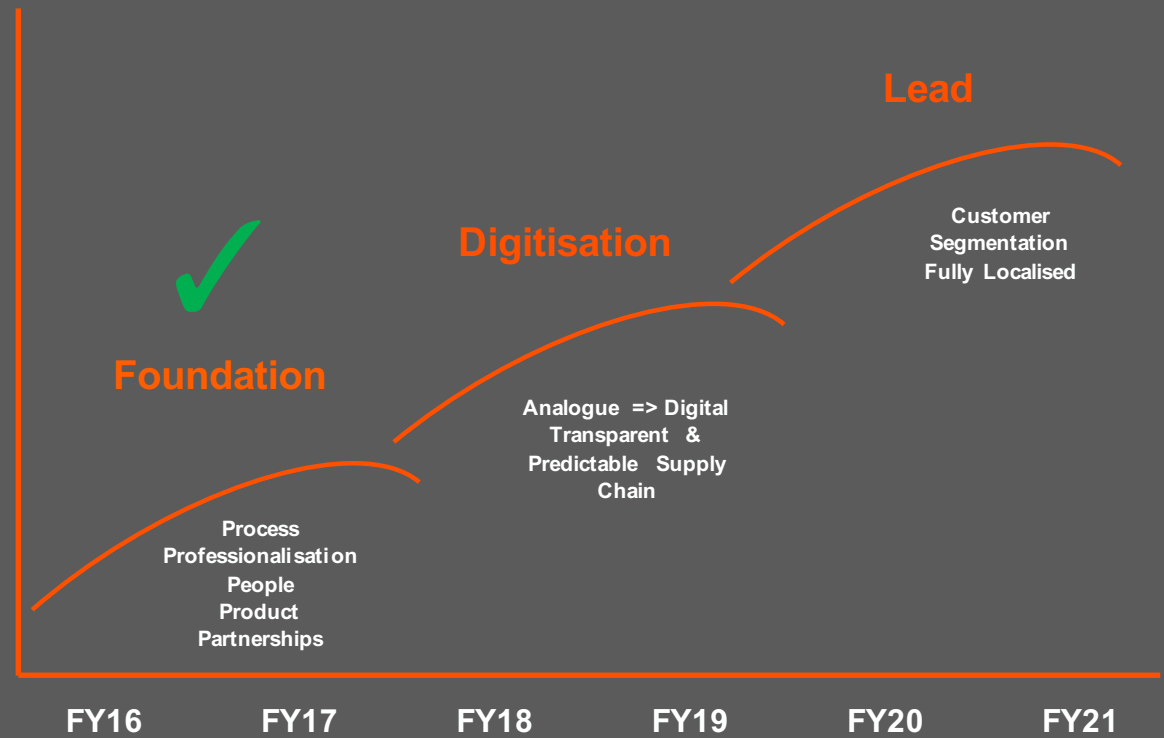 Lead
Customer
Segmentation
Fully Localised
Digitisation
Analogue => Digital
Transparent &
Predictable Supply
Chain
Foundation
Process
Professionalisation
People
Product
Partnerships
FY16 FY17 FY18 FY19 FY20 FY21